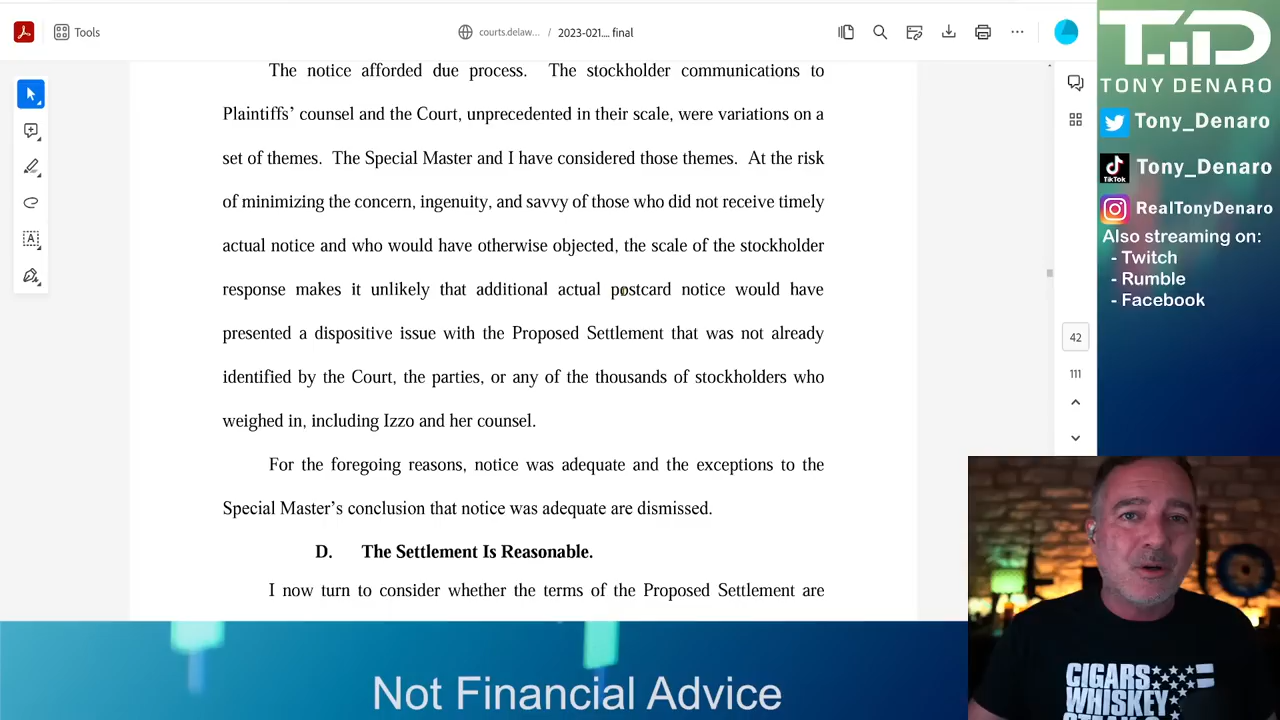 Tools
courts.delaw... / 2023-021.... final
The notice afforded due process. The stockholder communications to
Plaintiffs’ counsel and the Court, unprecedented in their scale, were variations on a
set of themes. The Special Master and I have considered those themes. At the risk
of minimizing the concern, ingenuity, and savvy of those who did not receive timely
actual notice and who would have otherwise objected, the scale of the stockholder
response makes it unlikely that additional actual postcard notice would have
presented a dispositive issue with the Proposed Settlement that was not already
identified by the Court, the parties, or any of the thousands of stockholders who
weighed in, including Izzo and her counsel.
For the foregoing reasons, notice was adequate and the exceptions to the
Special Master’s conclusion that notice was adequate are dismissed.
D. The Settlement Is Reasonable.
I now turn to consider whether the terms of the Proposed Settlement are
42
111
TD
TONY DENARO
Tony_Denaro
TikTok
Tony_Denaro
RealTonyDenaro
Also streaming on:
- Twitch
- Rumble
- Facebook
CIGARS
WHISKEY
Not Financial Advice